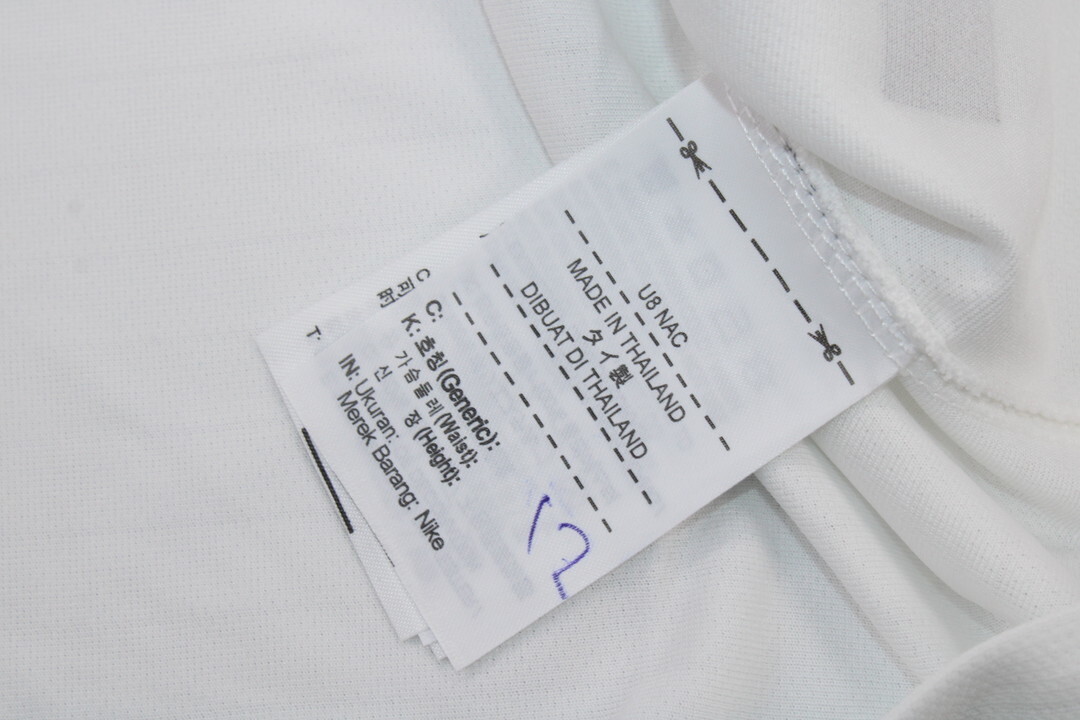 U8 NAC
MADE IN THAILAND
タイ製
DIBUAT DI THAILAND
C:
K: 호칭(Generic):
가슴둘레(Waist):
신 장(Height):
IN: Ukuran:
Merek Barang: Nike
C
T